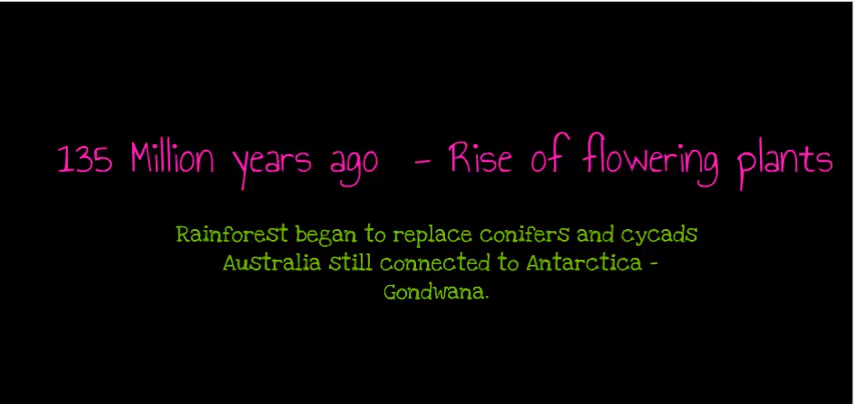 135 Million years ago - Rise of flowering plants
Rainforest began to replace conifers and cycads
Australia still connected to Antarctica -
Gondwana.